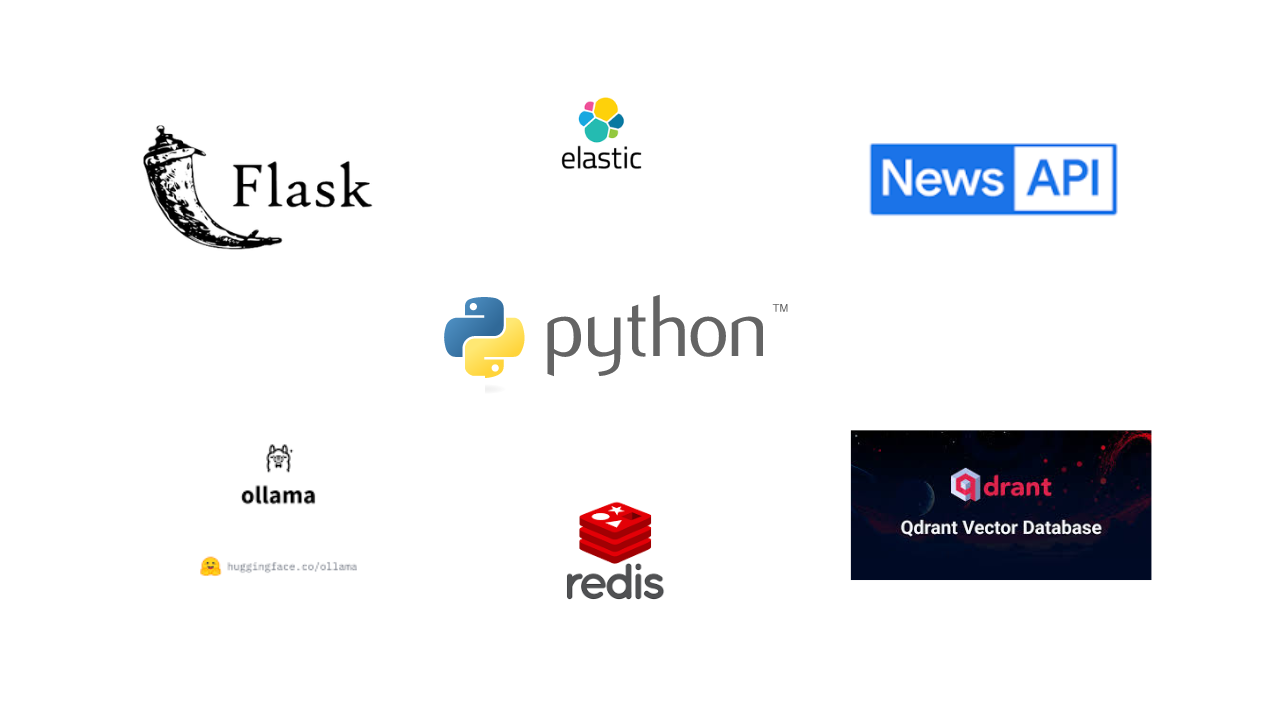 elastic
Flask
News API
python TM
ollama
huggingface.co/ollama
redis
qdrant
Qdrant Vector Database